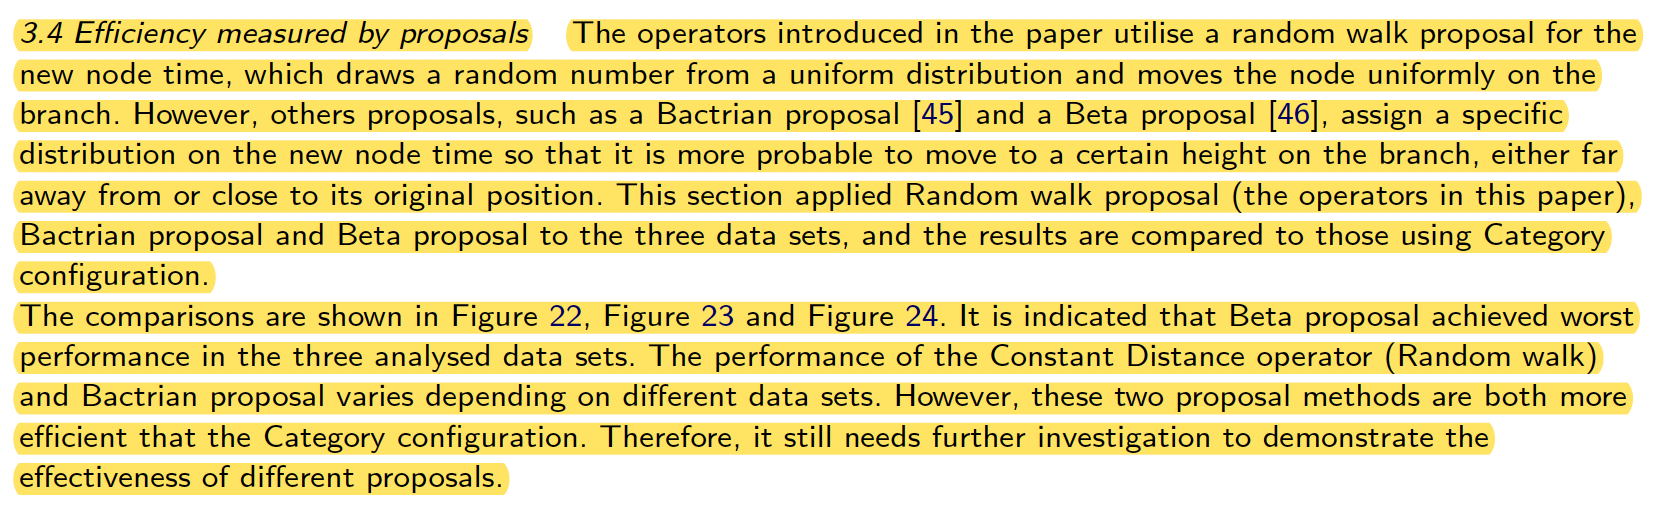 3.4 Efficiency measured by proposals The operators introduced in the paper utilise a random walk proposal for the
new node time, which draws a random number from a uniform distribution and moves the node uniformly on the
branch. However, others proposals, such as a Bactrian proposal [45] and a Beta proposal [46], assign a specific
distribution on the new node time so that it is more probable to move to a certain height on the branch, either far
away from or close to its original position. This section applied Random walk proposal (the operators in this paper),
Bactrian proposal and Beta proposal to the three data sets, and the results are compared to those using Category
configuration.
The comparisons are shown in Figure 22, Figure 23 and Figure 24. It is indicated that Beta proposal achieved worst
performance in the three analysed data sets. The performance of the Constant Distance operator (Random walk)
and Bactrian proposal varies depending on different data sets. However, these two proposal methods are both more
efficient that the Category configuration. Therefore, it still needs further investigation to demonstrate the
effectiveness of different proposals.